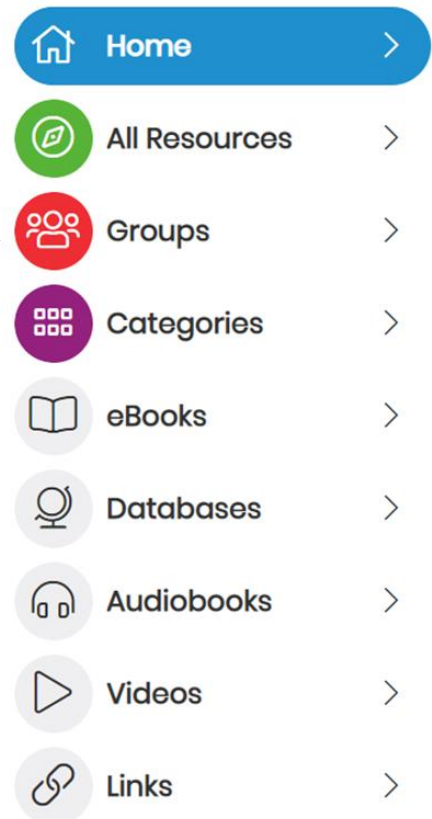 Home
All Resources
Groups
Categories
eBooks
Databases
Audiobooks
Videos
Links